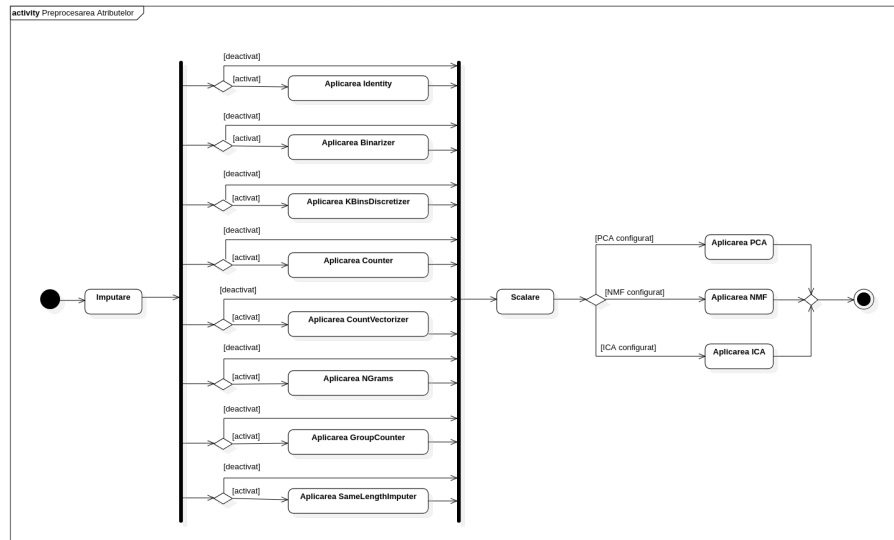 activity Preprocesarea Atributelor
[deactivat]
[activat]
Aplicarea Identity
[deactivat]
[activat]
Aplicarea Binarizer
[deactivat]
[activat]
Aplicarea KBinsDiscretizer
[deactivat]
[activat]
Aplicarea Counter
[deactivat]
[activat]
Aplicarea CountVectorizer
[deactivat]
[activat]
Aplicarea NGrams
[deactivat]
[activat]
Aplicarea GroupCounter
[deactivat]
[activat]
Aplicarea SameLengthImputer
Imputare
Scalare
[PCA configurat]
Aplicarea PCA
[NMF configurat]
Aplicarea NMF
[ICA configurat]
Aplicarea ICA